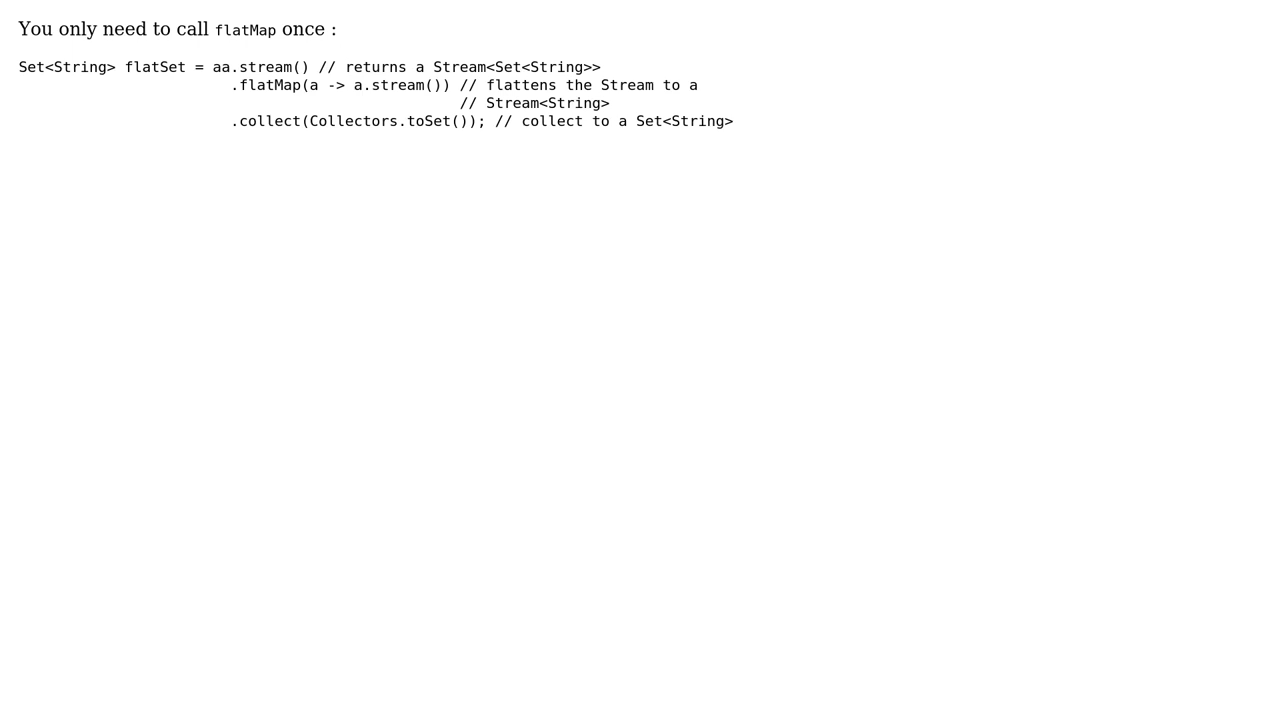 You only need to call flatMap once :
Set<String> flatSet = aa.stream() // returns a Stream<Set<String>>
                        .flatMap(a -> a.stream()) // flattens the Stream to a
                                                  // Stream<String>
                        .collect(Collectors.toSet()); // collect to a Set<String>